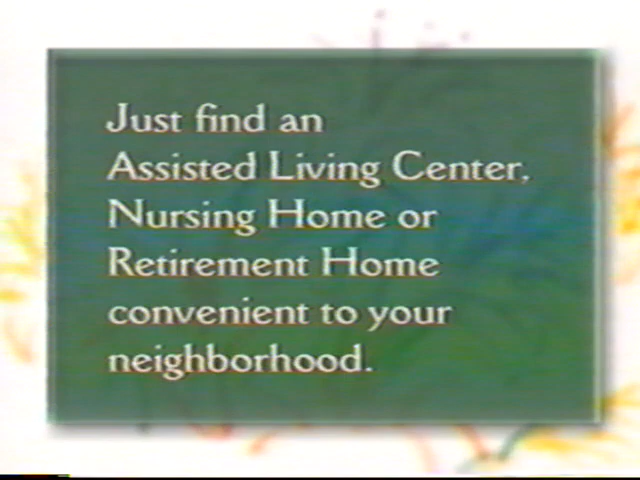 Just find an
Assisted Living Center,
Nursing Home or
Retirement Home
convenient to your
neighborhood.